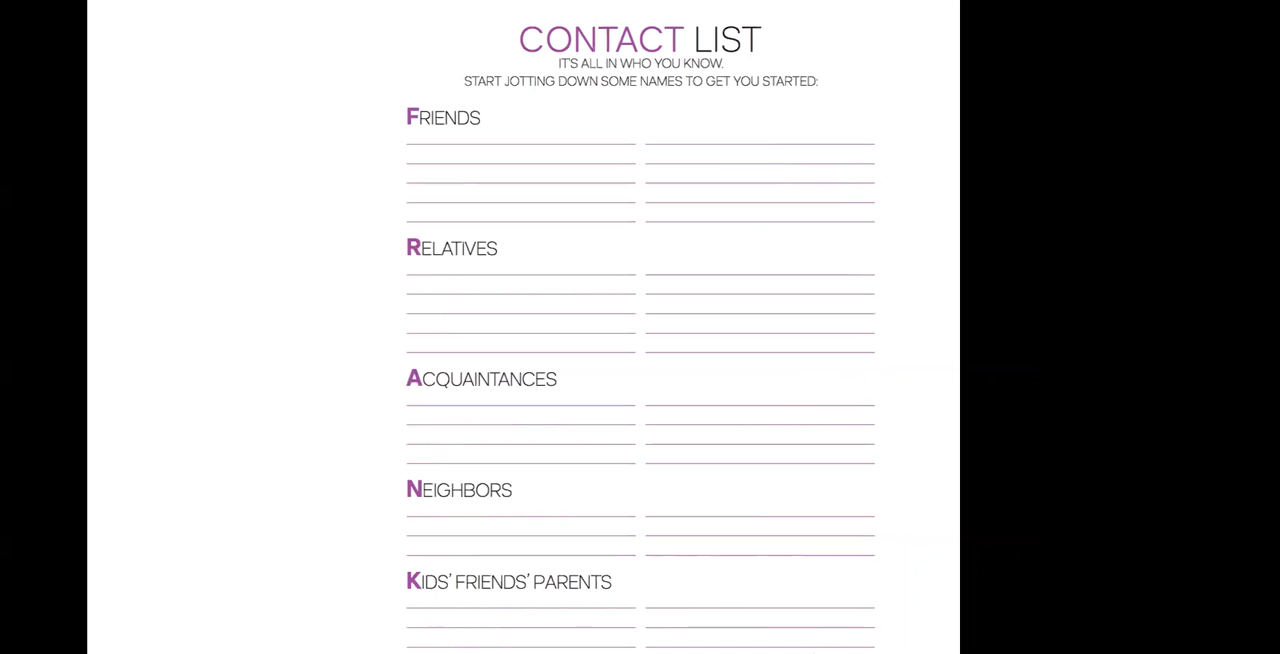 CONTACT LIST
IT'S ALL IN WHO YOU KNOW.
START JOTTING DOWN SOME NAMES TO GET YOU STARTED:
FRIENDS
RELATIVES
ACQUAINTANCES
NEIGHBORS
KIDS' FRIENDS' PARENTS